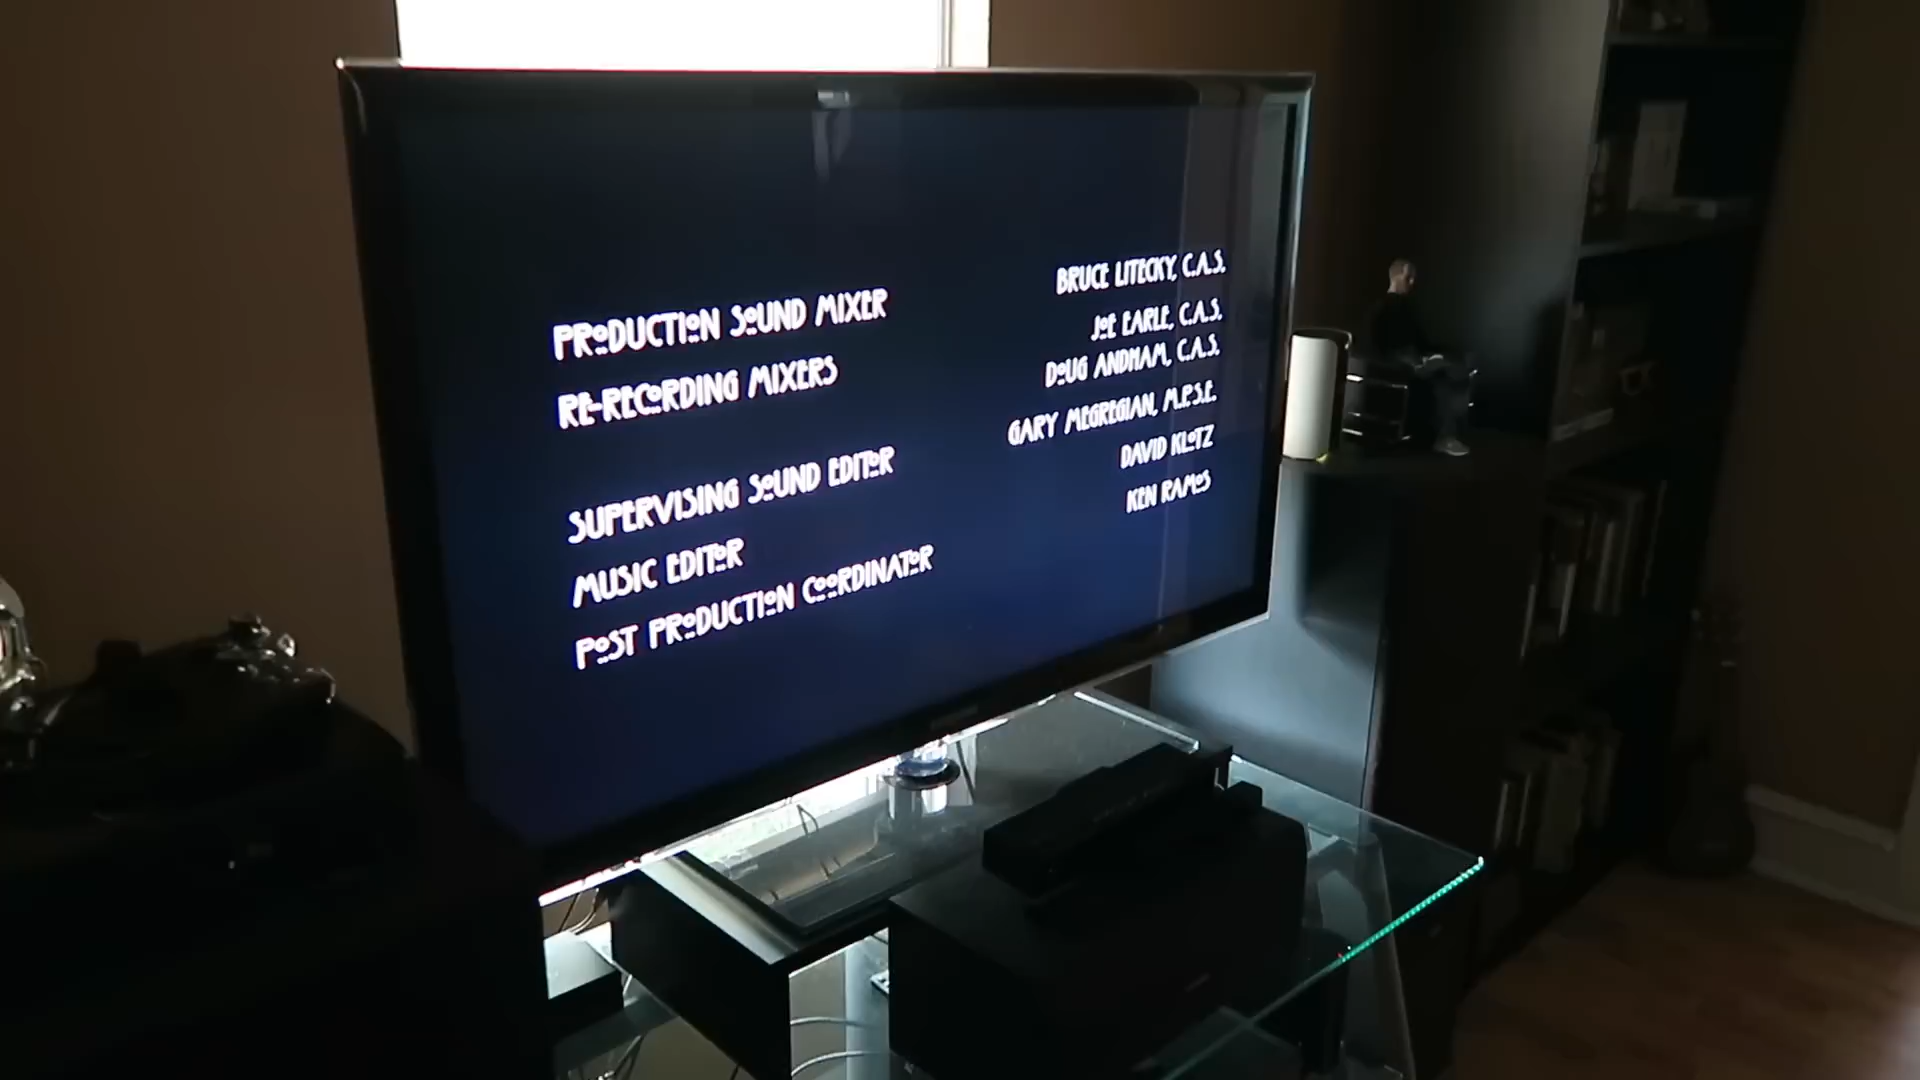 PRODUCTION SOUND MIXER
BRUCE LITECKY, C.A.S.
RE-RECORDING MIXERS
JOE EARLE, C.A.S.
DOUG ANDHAM, C.A.S.
SUPERVISING SOUND EDITOR
GARY MEGREGIAN, M.P.S.E.
MUSIC EDITOR
DAVID KLOTZ
POST PRODUCTION COORDINATOR
KEN RAMOS